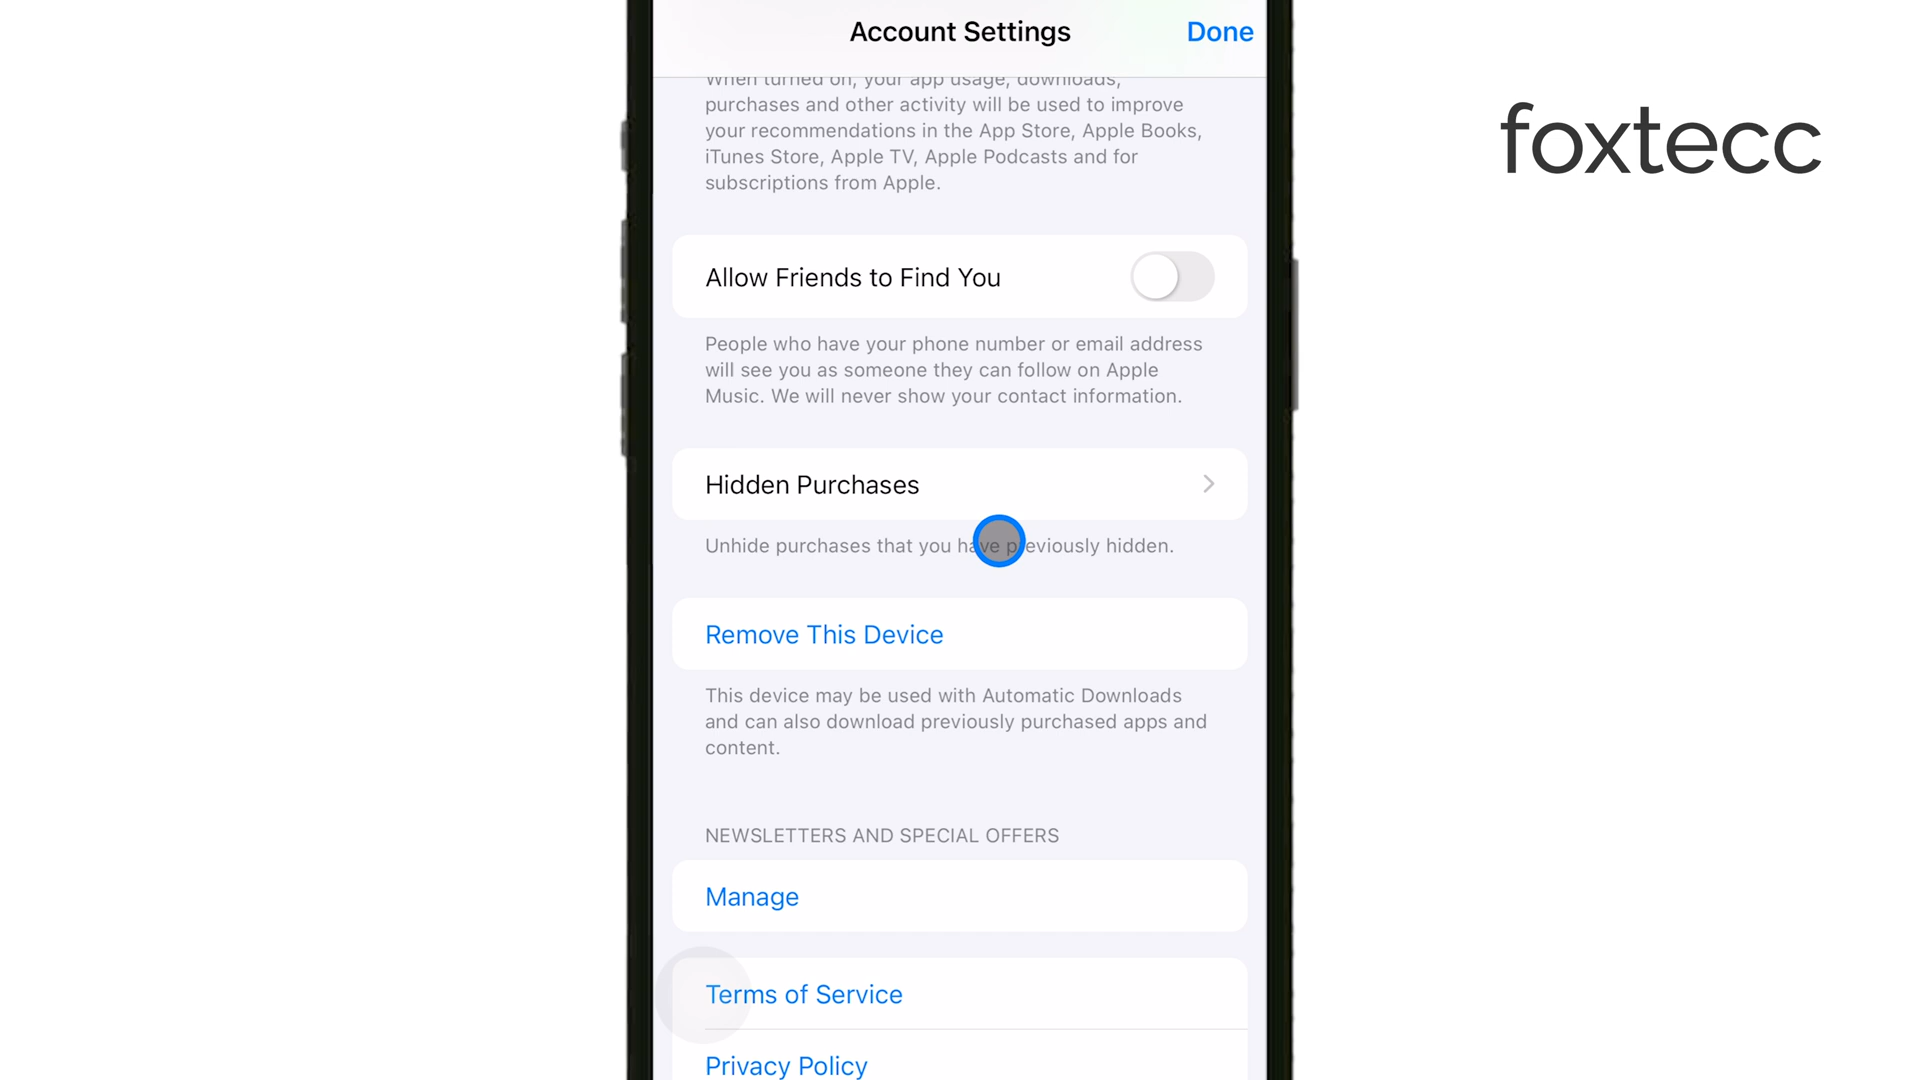 Account Settings
Done
foxtecc
When turned on, your app usage, downloads,
purchases and other activity will be used to improve
your recommendations in the App Store, Apple Books,
iTunes Store, Apple TV, Apple Podcasts and for
subscriptions from Apple.
Allow Friends to Find You
People who have your phone number or email address
will see you as someone they can follow on Apple
Music. We will never show your contact information.
Hidden Purchases
Unhide purchases that you have previously hidden.
Remove This Device
This device may be used with Automatic Downloads
and can also download previously purchased apps and
content.
NEWSLETTERS AND SPECIAL OFFERS
Manage
Terms of Service
Privacy Policy